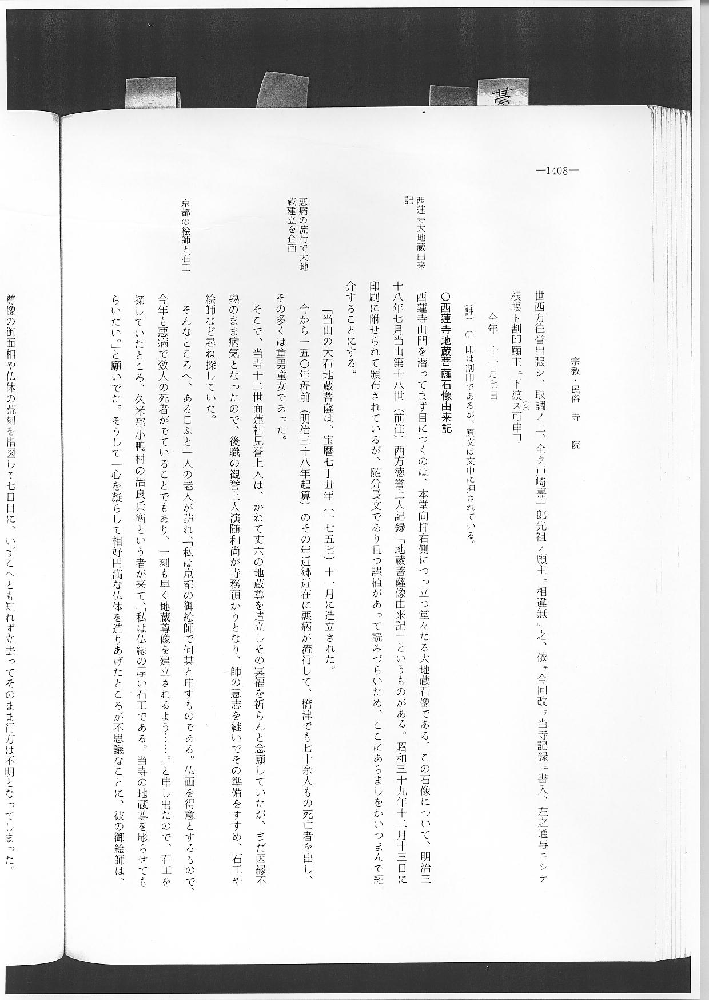 —1408—
宗教・民俗　寺　院
世西方往誉出張シ、取調ノ上、全ク戸崎嘉十郎先祖ノ願主ニ相違無レ之、依テ今回改テ当寺記録ニ書入、左之通与ニシテ
根帳ト割印願主ニ下渡ス(シ)可申ヿ
仝年　十一月七日
（註）　（…印は割印であるが、原文は文中に押されている。
〇西蓮寺地蔵菩薩石像由来記
西蓮寺大地蔵由来
記
西蓮寺山門を潜ってまず目につくのは、本堂向拝右側につっ立つ堂々たる大地蔵石像である。この石像について、明治三
十八年七月当山第十八世（前住）西方徳誉上人記録「地蔵菩薩像由来記」というものがある。昭和三十九年十二月十三日に
印刷に附せられて頒布されているが、随分長文であり且つ誤植があって読みづらいため、ここにあらましをかいつまんで紹
介することにする。
「当山の大石地蔵菩薩は、宝暦七丁丑年（一七五七）十一月に造立された。
悪病の流行で大地
蔵建立を企画
今から一五〇年程前（明治三十八年起算）のその年近郷近在に悪病が流行して、橋津でも七十余人もの死亡者を出し、
その多くは童男童女であった。
そこで、当寺十二世面蓮社見誉上人は、かねて丈六の地蔵尊を造立しその冥福を祈らんと念願していたが、まだ因縁不
熟のまま病気となったので、後職の観誉上人演随和尚が寺務預かりとなり、師の意志を継いでその準備をすすめ、石工や
絵師など尋ね探していた。
京都の絵師と石工
そんなところへ、ある日ふと一人の老人が訪れ、「私は京都の御絵師で何某と申すものである。仏画を得意とするもので、
今年も悪病で数人の死者がでていることでもあり、一刻も早く地蔵尊像を建立されるよう……。」と申し出たので、石工を
探していたところ、久米郡小鴨村の治良兵衛という者が来て、「私は仏縁の厚い石工である。当寺の地蔵尊を彫らせても
らいたい。」と願いでた。そうして一心を凝らして相好円満な仏体を造りあげたところが不思議なことに、彼の御絵師は、
尊像の御面相や仏体の荒刻を指図して七日目に、いずこへとも知れず立去ってそのまま行方は不明となってしまった。